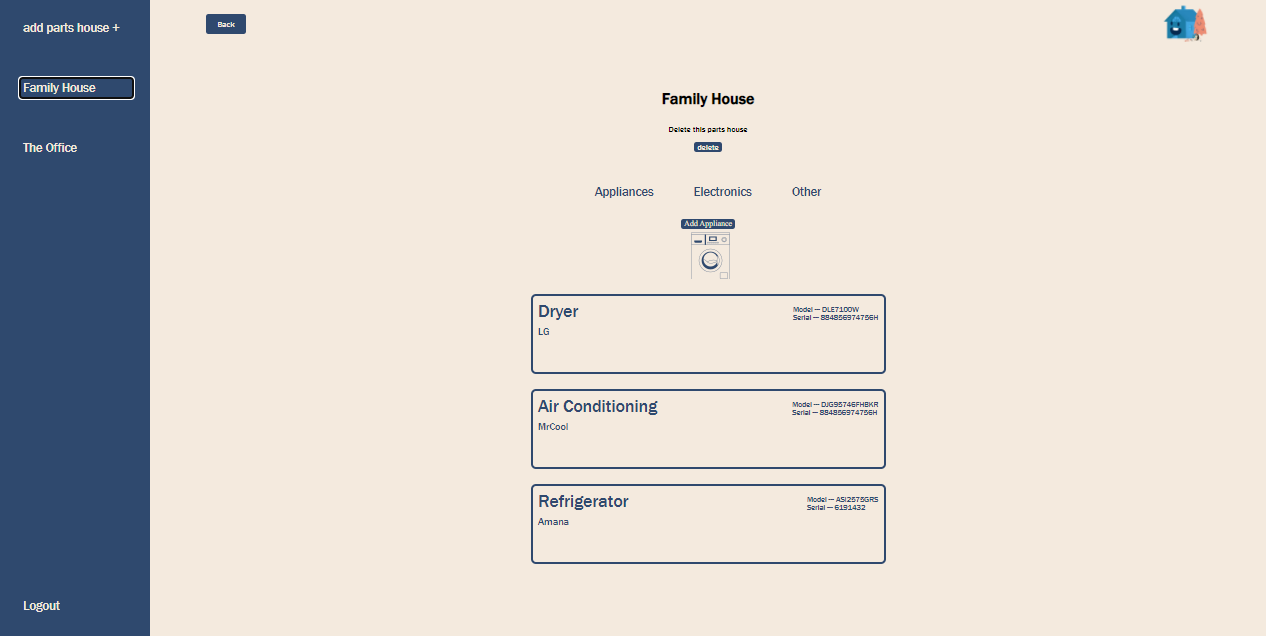 add parts house +
Family House
The Office
Logout
Back
Family House
Delete this parts house
delete
Appliances
Electronics
Other
Add Appliance
Dryer
LG
Model — DLE7100W
Serial — 884856974756H
Air Conditioning
MrCool
Model — DJG95746FHBKR
Serial — 884856974756H
Refrigerator
Amana
Model — ASI2575GRS
Serial — 6191432